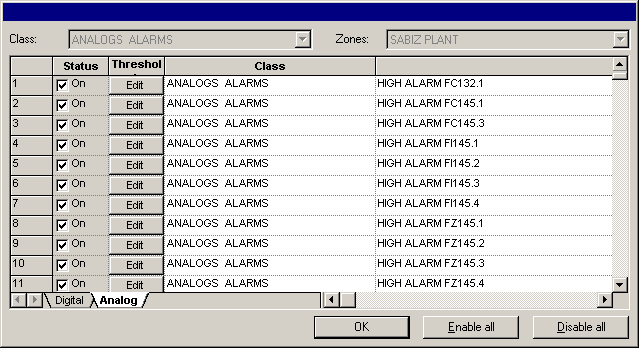 Class: ANALOGS ALARMS Zones: SABIZ PLANT
Status Threshol Class
1 On Edit ANALOGS ALARMS HIGH ALARM FC132.1
2 On Edit ANALOGS ALARMS HIGH ALARM FC145.1
3 On Edit ANALOGS ALARMS HIGH ALARM FC145.3
4 On Edit ANALOGS ALARMS HIGH ALARM FI145.1
5 On Edit ANALOGS ALARMS HIGH ALARM FI145.2
6 On Edit ANALOGS ALARMS HIGH ALARM FI145.3
7 On Edit ANALOGS ALARMS HIGH ALARM FI145.4
8 On Edit ANALOGS ALARMS HIGH ALARM FZ145.1
9 On Edit ANALOGS ALARMS HIGH ALARM FZ145.2
10 On Edit ANALOGS ALARMS HIGH ALARM FZ145.3
11 On Edit ANALOGS ALARMS HIGH ALARM FZ145.4
Digital Analog
OK Enable all Disable all